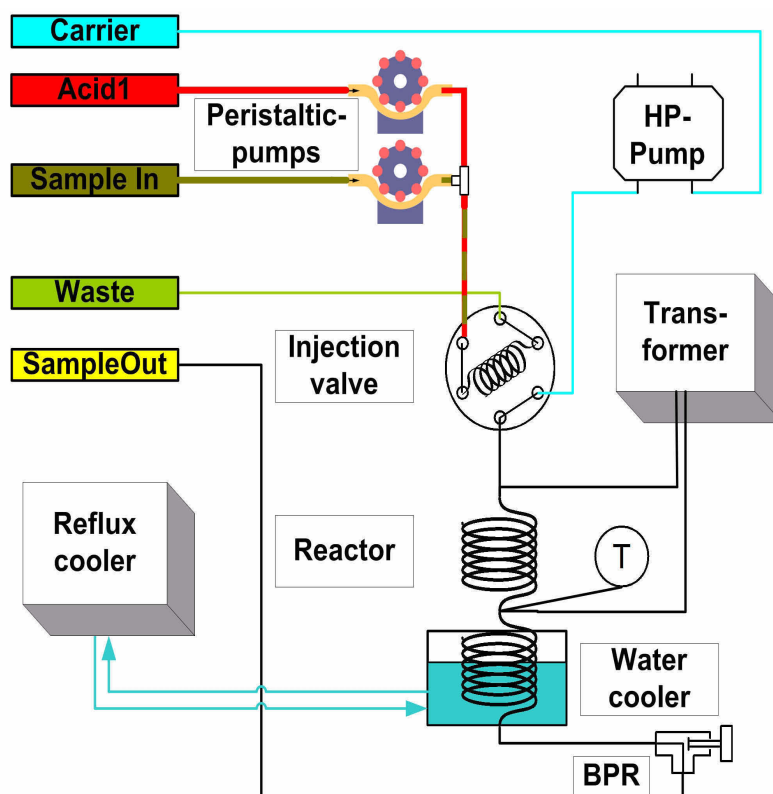 Carrier
Acid1
Peristaltic-
pumps
HP-
Pump
Sample In
Waste
Injection
valve
Trans-
former
SampleOut
Reflux
cooler
Reactor
T
Water
cooler
BPR